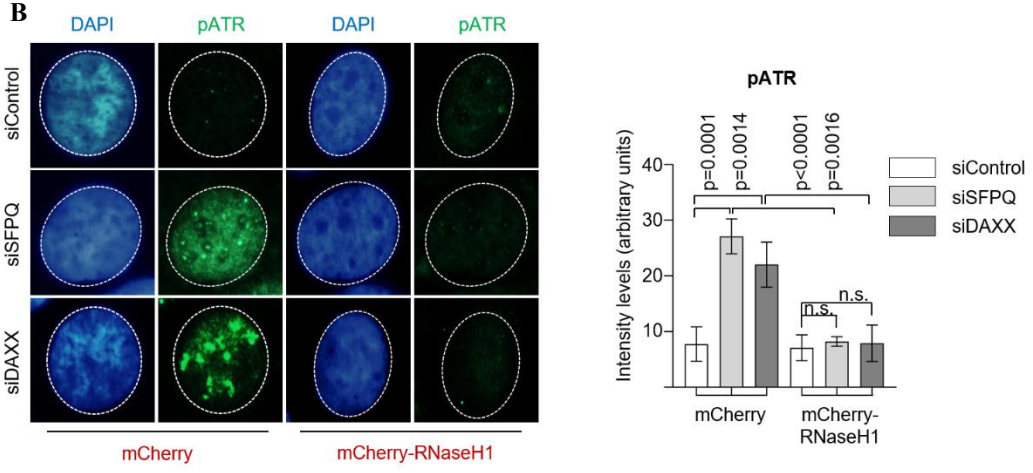 B
DAPI pATR DAPI pATR
siControl
siSFPQ
siDAXX
mCherry mCherry-RNaseH1
pATR
p=0.0001
p=0.0014
p<0.0001
p=0.0016
siControl
siSFPQ
siDAXX
Intensity levels (arbitrary units)
40
30
20
10
n.s.
n.s.
mCherry mCherry-
RNaseH1